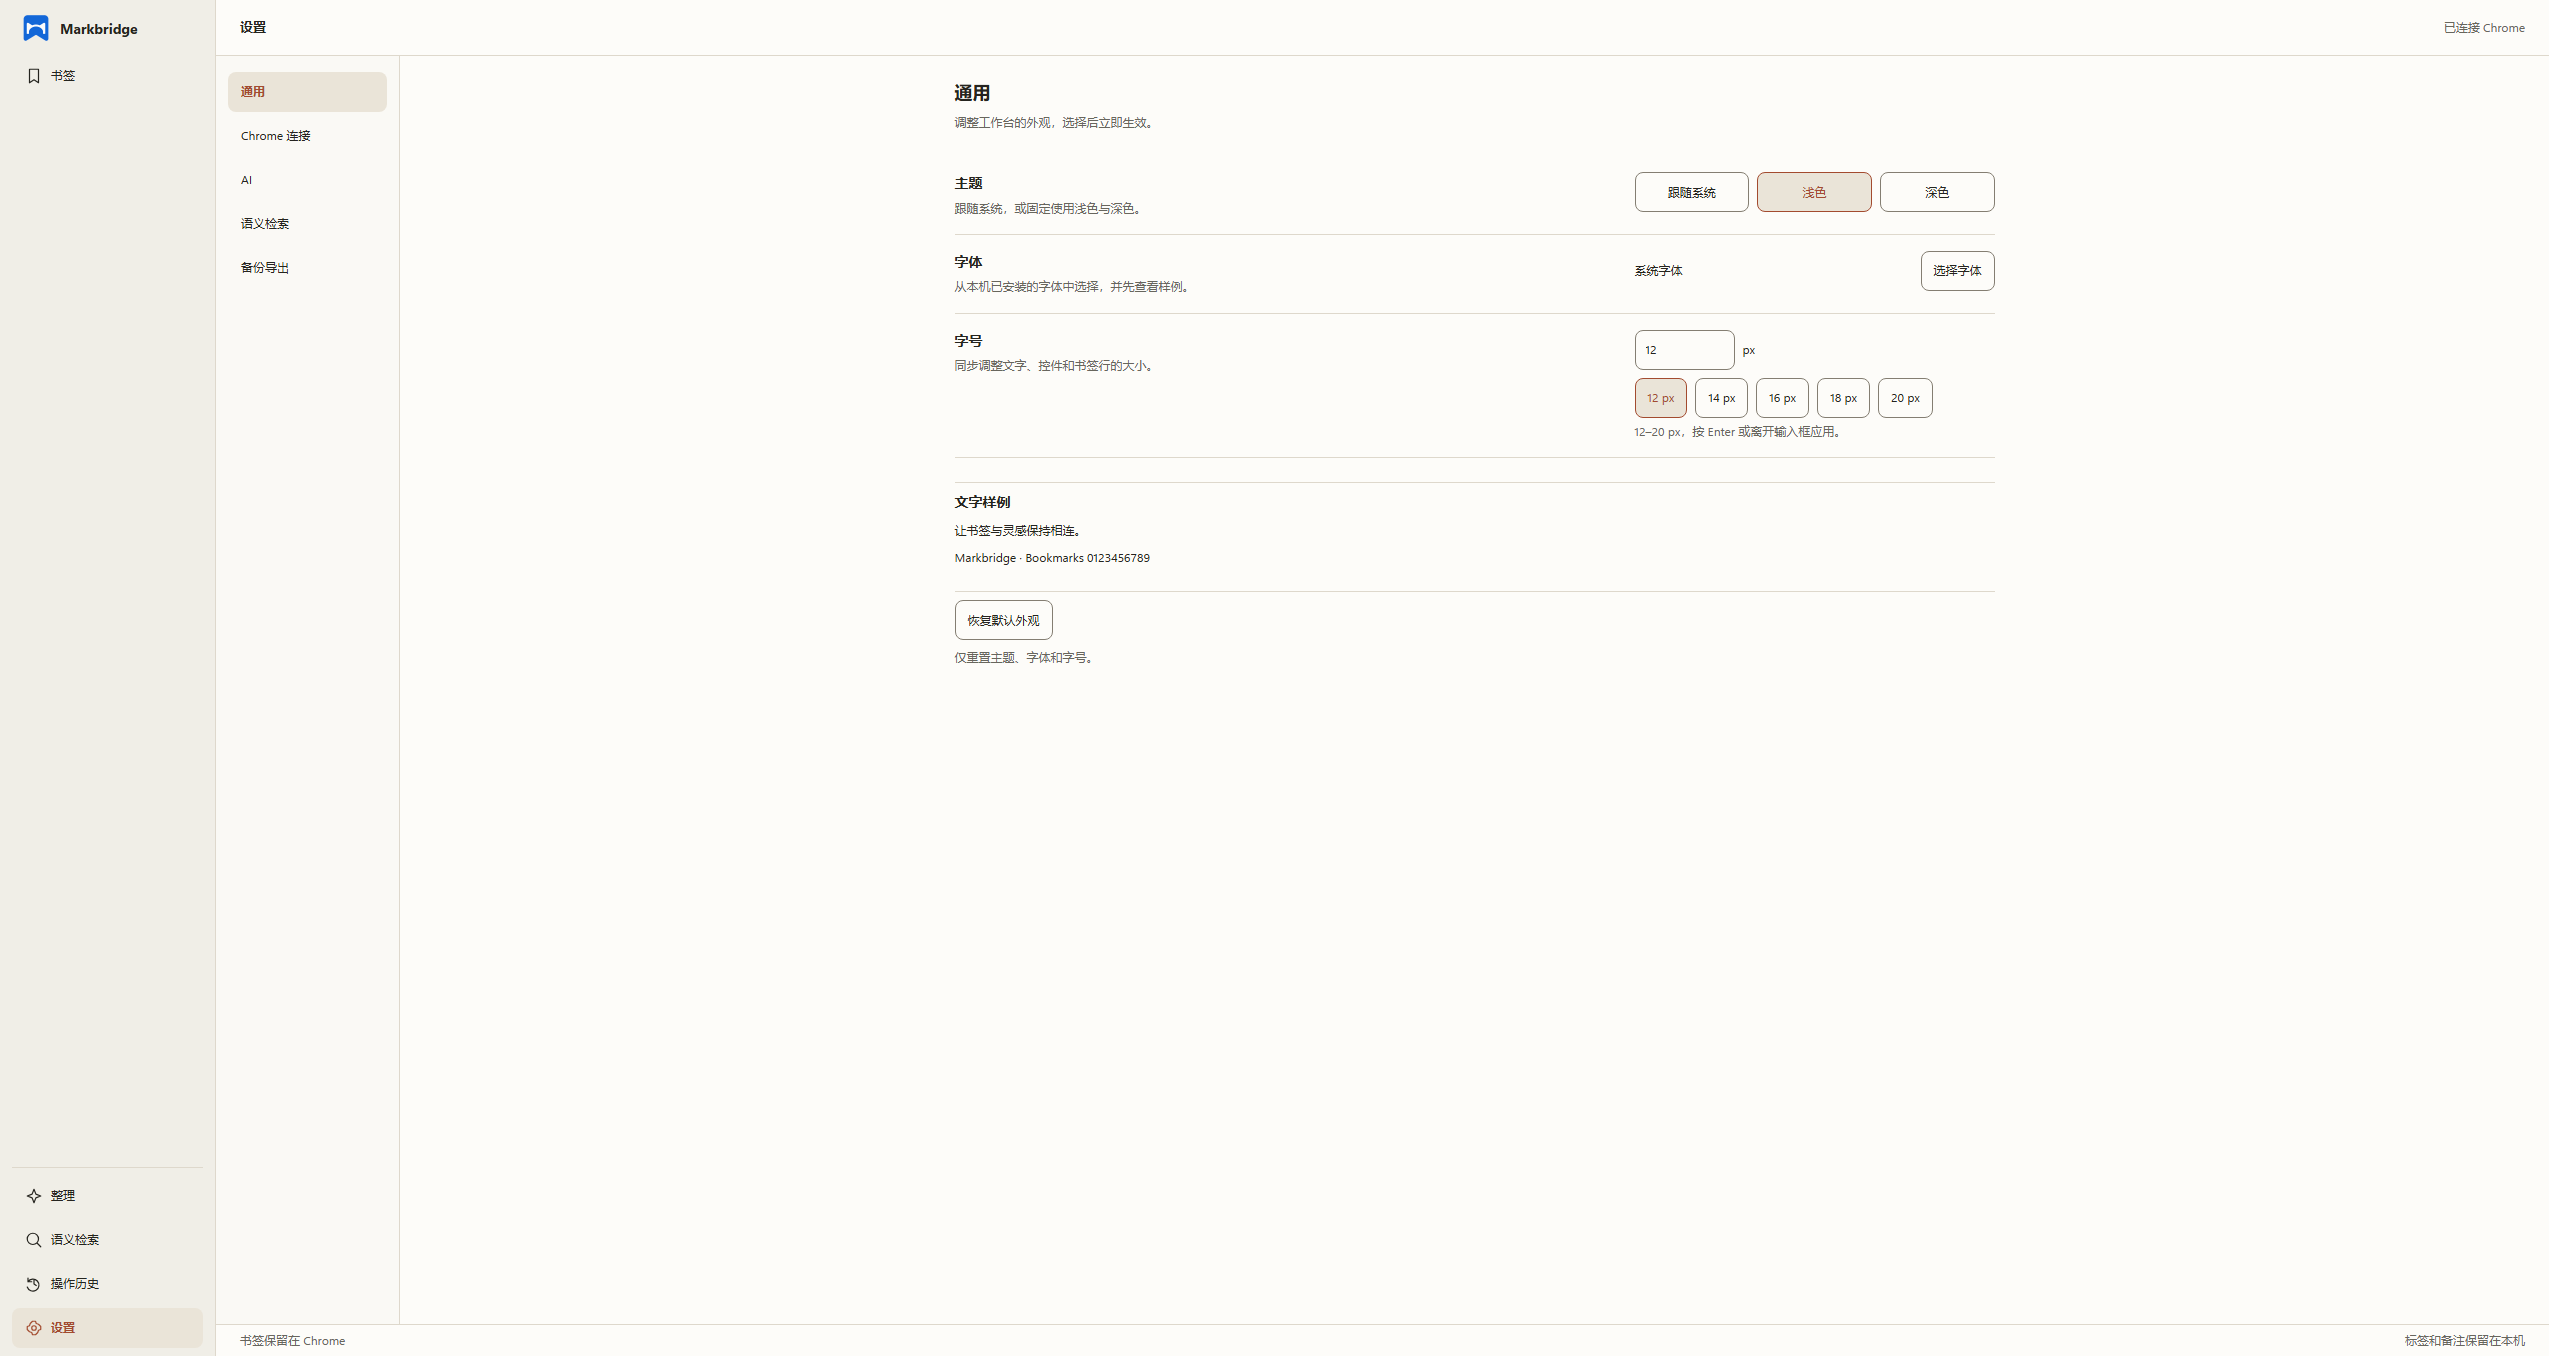 Markbridge
书签
整理
语义检索
操作历史
设置
设置
已连接 Chrome
通用
Chrome 连接
AI
语义检索
备份导出
通用
调整工作台的外观，选择后立即生效。
主题
跟随系统，或固定使用浅色与深色。
跟随系统
浅色
深色
字体
从本机已安装的字体中选择，并先查看样例。
系统字体
选择字体
字号
同步调整文字、控件和书签行的大小。
12 px
12 px
14 px
16 px
18 px
20 px
12–20 px，按 Enter 或离开输入框应用。
文字样例
让书签与灵感保持相连。
Markbridge · Bookmarks 0123456789
恢复默认外观
仅重置主题、字体和字号。
书签保留在 Chrome
标签和备注保留在本机